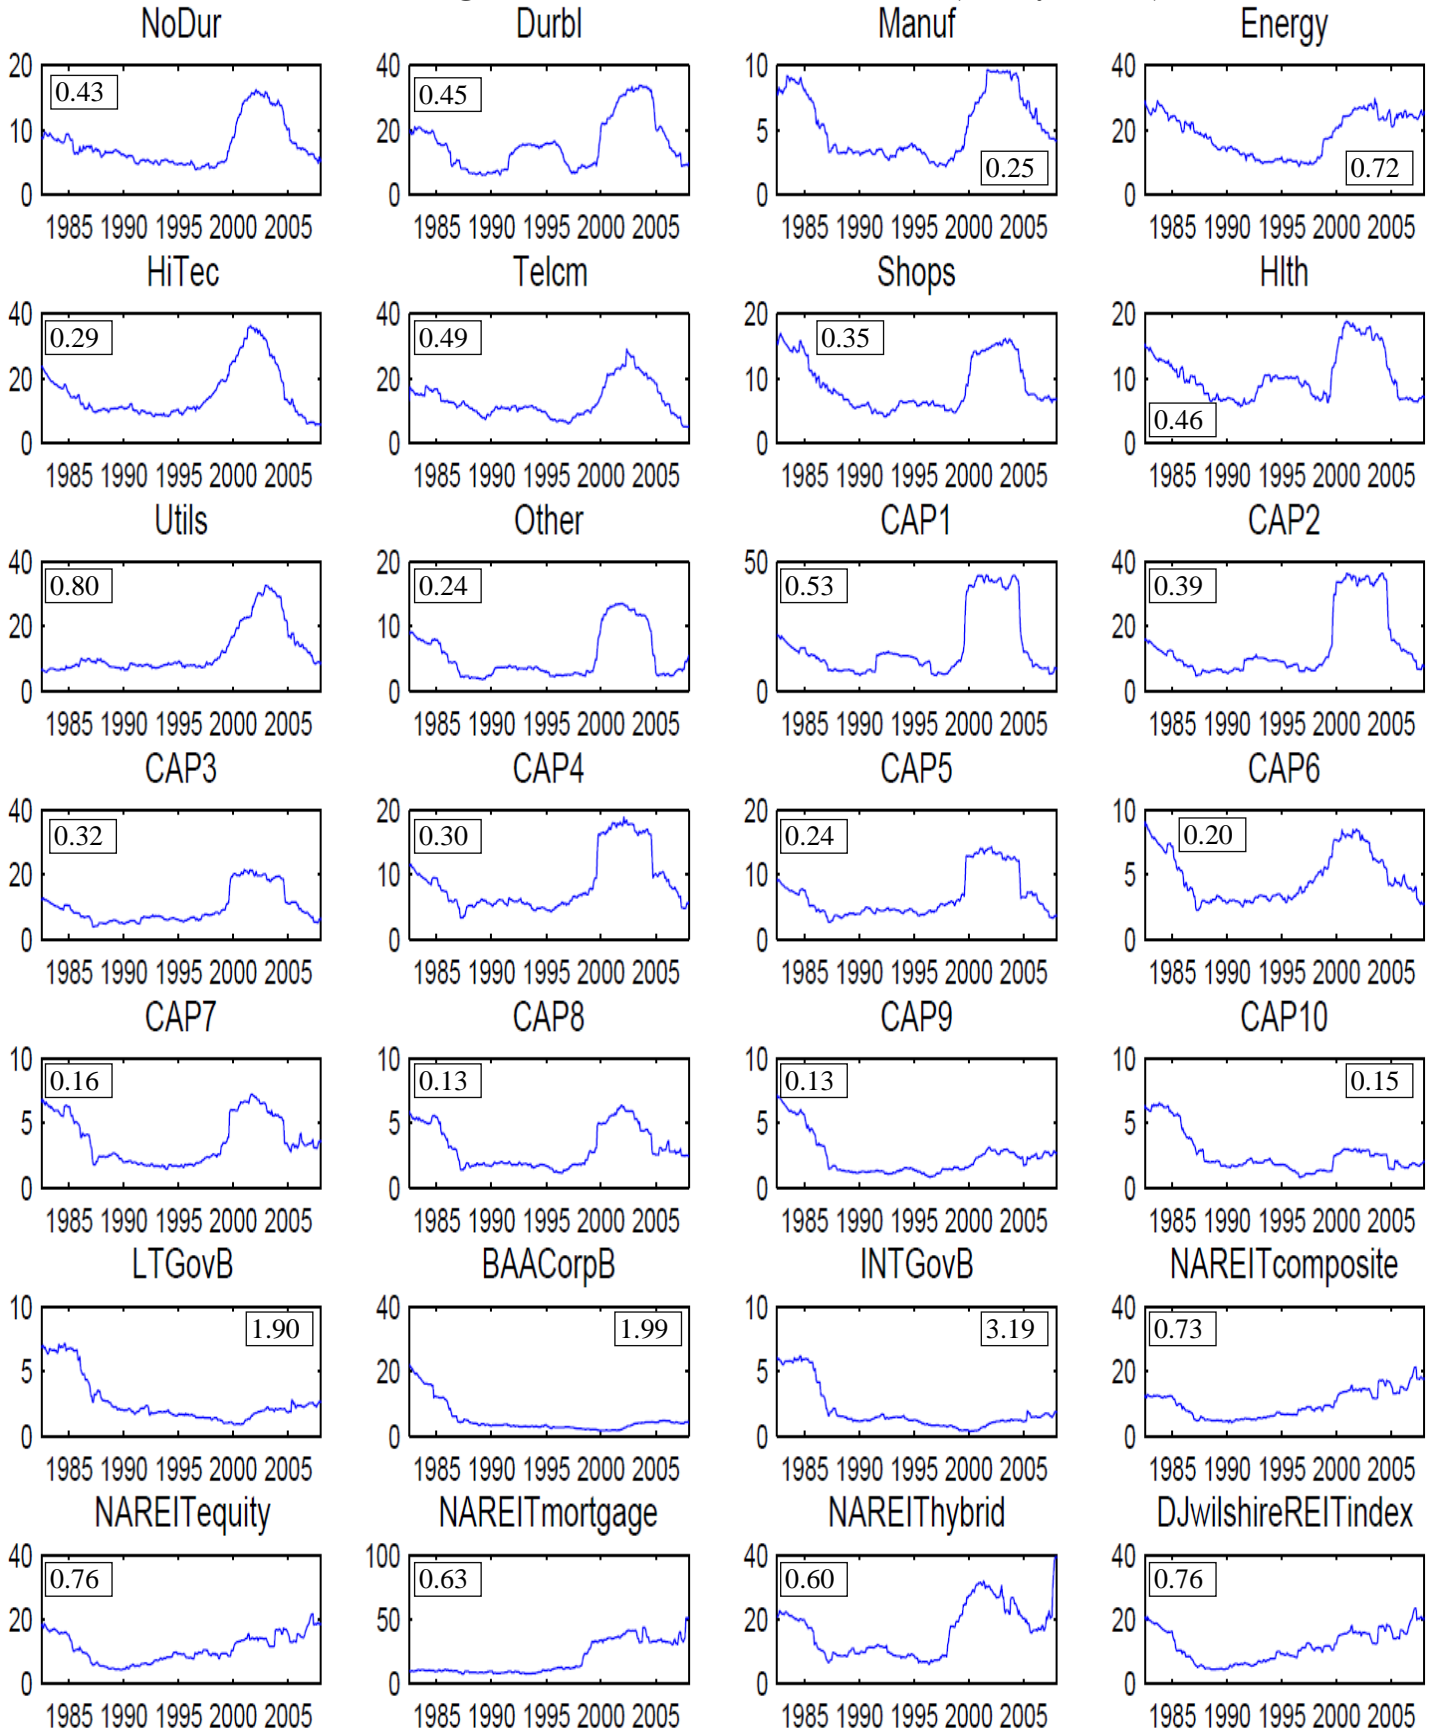 NoDur Durbl Manuf Energy
20 40 10 40
0.43 0.45
10 20 5 20
0.25 0.72
0 0 0 0
1985 1990 1995 2000 2005 1985 1990 1995 2000 2005 1985 1990 1995 2000 2005 1985 1990 1995 2000 2005
HiTec Telcm Shops Hlth
40 40 20 20
0.29 0.49 0.35
20 20 10 10
0.46
0 0 0 0
1985 1990 1995 2000 2005 1985 1990 1995 2000 2005 1985 1990 1995 2000 2005 1985 1990 1995 2000 2005
Utils Other CAP1 CAP2
40 20 50 40
0.80 0.24 0.53 0.39
20 10 20
0 0 0 0
1985 1990 1995 2000 2005 1985 1990 1995 2000 2005 1985 1990 1995 2000 2005 1985 1990 1995 2000 2005
CAP3 CAP4 CAP5 CAP6
40 20 20 10
0.32 0.30 0.24 0.20
20 10 10 5
0 0 0 0
1985 1990 1995 2000 2005 1985 1990 1995 2000 2005 1985 1990 1995 2000 2005 1985 1990 1995 2000 2005
CAP7 CAP8 CAP9 CAP10
10 10 10 10
0.16 0.13 0.13 0.15
5 5 5 5
0 0 0 0
1985 1990 1995 2000 2005 1985 1990 1995 2000 2005 1985 1990 1995 2000 2005 1985 1990 1995 2000 2005
LTGovB BAACorpB INTGovB NAREITcomposite
10 40 10 40
1.90 1.99 3.19 0.73
5 20 5 20
0 0 0 0
1985 1990 1995 2000 2005 1985 1990 1995 2000 2005 1985 1990 1995 2000 2005 1985 1990 1995 2000 2005
NAREITequity NAREITmortgage NAREIThybrid DJwilshireREITindex
40 100 40 40
0.76 0.63 0.60 0.76
20 50 20 20
0 0 0 0
1985 1990 1995 2000 2005 1985 1990 1995 2000 2005 1985 1990 1995 2000 2005 1985 1990 1995 2000 2005